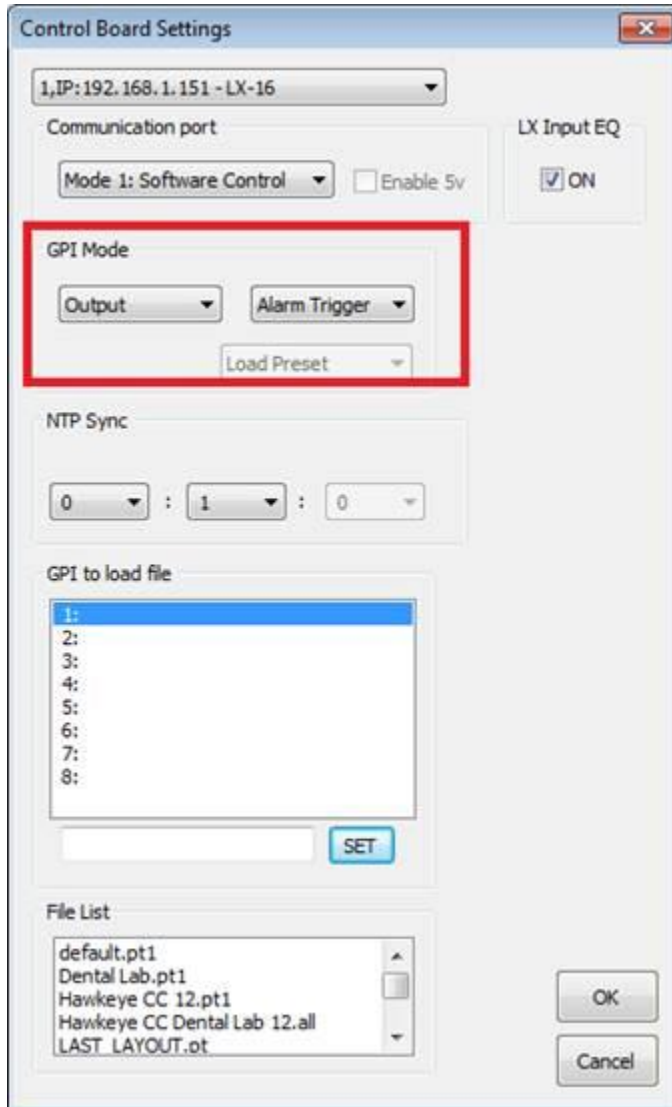 Control Board Settings
1,IP:192.168.1.151 - LX-16
Communication port
LX Input EQ
Mode 1: Software Control
Enable 5v
ON
GPI Mode
Output
Alarm Trigger
Load Preset
NTP Sync
0 : 1 : 0
GPI to load file
1:
2:
3:
4:
5:
6:
7:
8:
SET
File List
default.pt1
Dental Lab.pt1
Hawkeye CC 12.pt1
Hawkeye CC Dental Lab 12.all
LAST LAYOUT.pt
OK
Cancel